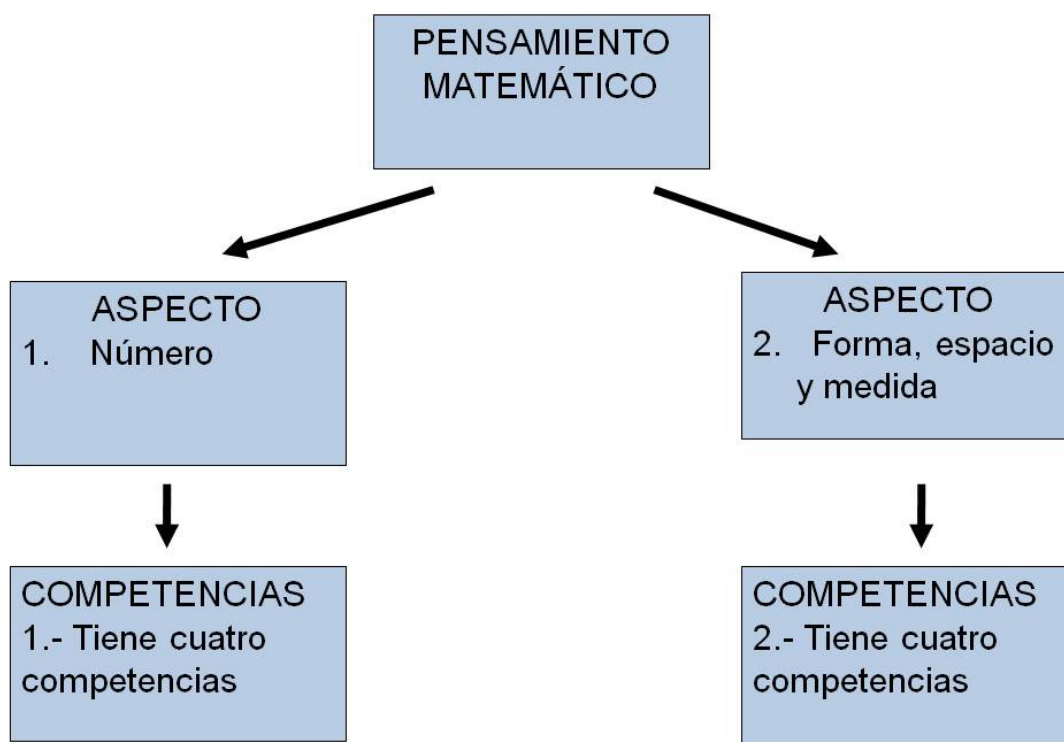 PENSAMIENTO
MATEMÁTICO
ASPECTO
1. Número
ASPECTO
2. Forma, espacio
y medida
COMPETENCIAS
1.- Tiene cuatro
competencias
COMPETENCIAS
2.- Tiene cuatro
competencias